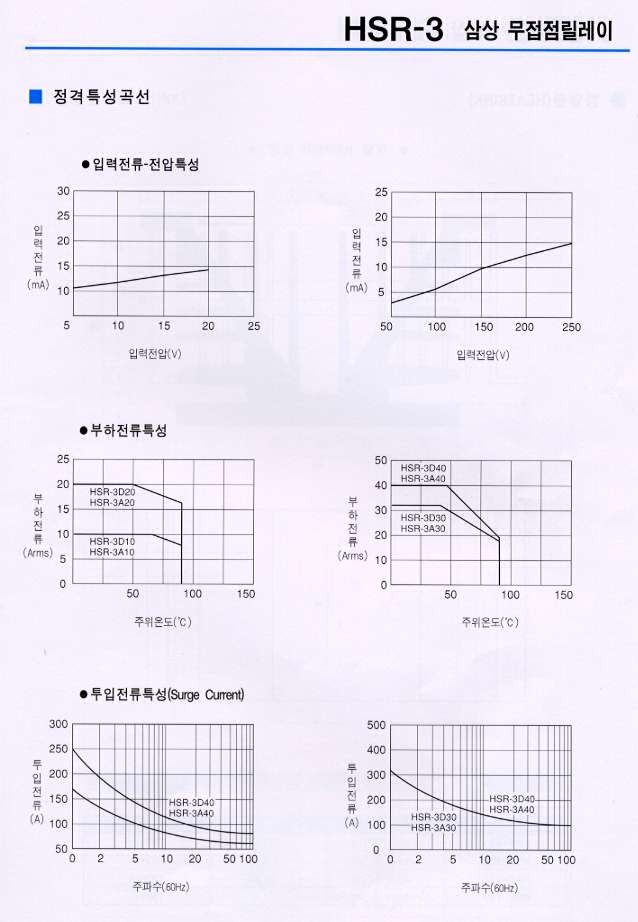 HSR-3 삼상 무접점릴레이
■ 정격특성곡선
● 입력전류-전압특성
30
25
20
15
10
입력전류
(mA)
5 10 15 20 25
입력전압(V)
25
20
15
10
5
입력전류
(mA)
50 100 150 200 250
입력전압(V)
● 부하전류특성
25
20
15
10
5
0
부하전류
(Arms)
HSR-3D20
HSR-3A20
HSR-3D10
HSR-3A10
50 100 150
주위온도(℃)
50
40
30
20
10
0
부하전류
(Arms)
HSR-3D40
HSR-3A40
HSR-3D30
HSR-3A30
50 100 150
주위온도(℃)
● 투입전류특성(Surge Current)
300
250
200
150
100
50
투입전류
(A)
HSR-3D40
HSR-3A40
0 2 5 10 20 50 100
주파수(60Hz)
500
400
300
200
100
0
투입전류
(A)
HSR-3D40
HSR-3A40
HSR-3D30
HSR-3A30
0 2 5 10 20 50 100
주파수(60Hz)